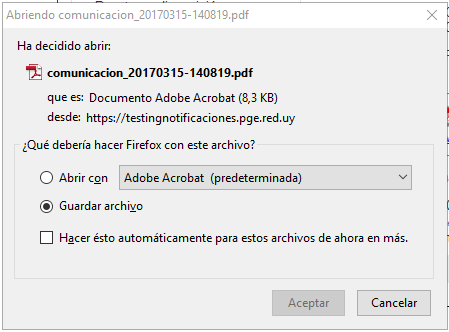 Abriendo comunicacion_20170315-140819.pdf
Ha decidido abrir:
comunicacion_20170315-140819.pdf
que es: Documento Adobe Acrobat (8,3 KB)
desde: https://testingnotificaciones.pge.red.uy
¿Qué debería hacer Firefox con este archivo?
Abrir con Adobe Acrobat (predeterminada)
Guardar archivo
Hacer ésto automáticamente para estos archivos de ahora en más.
Aceptar Cancelar